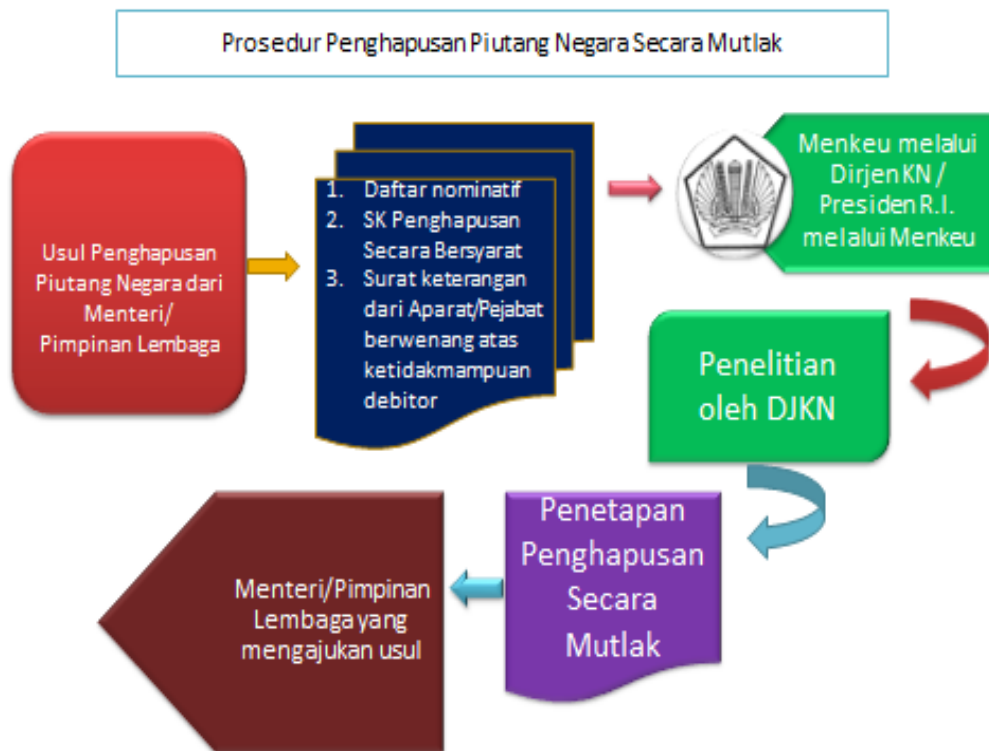 Prosedur Penghapusan Piutang Negara Secara Mutlak
Usul Penghapusan
Piutang Negara dari
Menteri/
Pimpinan Lembaga
1. Daftar nominatif
2. SK Penghapusan
Secara Bersyarat
3. Surat keterangan
dari Aparat/Pejabat
berwenang atas
ketidakmampuan
debitor
Menkeu melalui
Dirjen KN /
Presiden R.I.
melalui Menkeu
Penelitian
oleh DJKN
Penetapan
Penghapusan
Secara
Mutlak
Menteri/Pimpinan
Lembaga yang
mengajukan usul